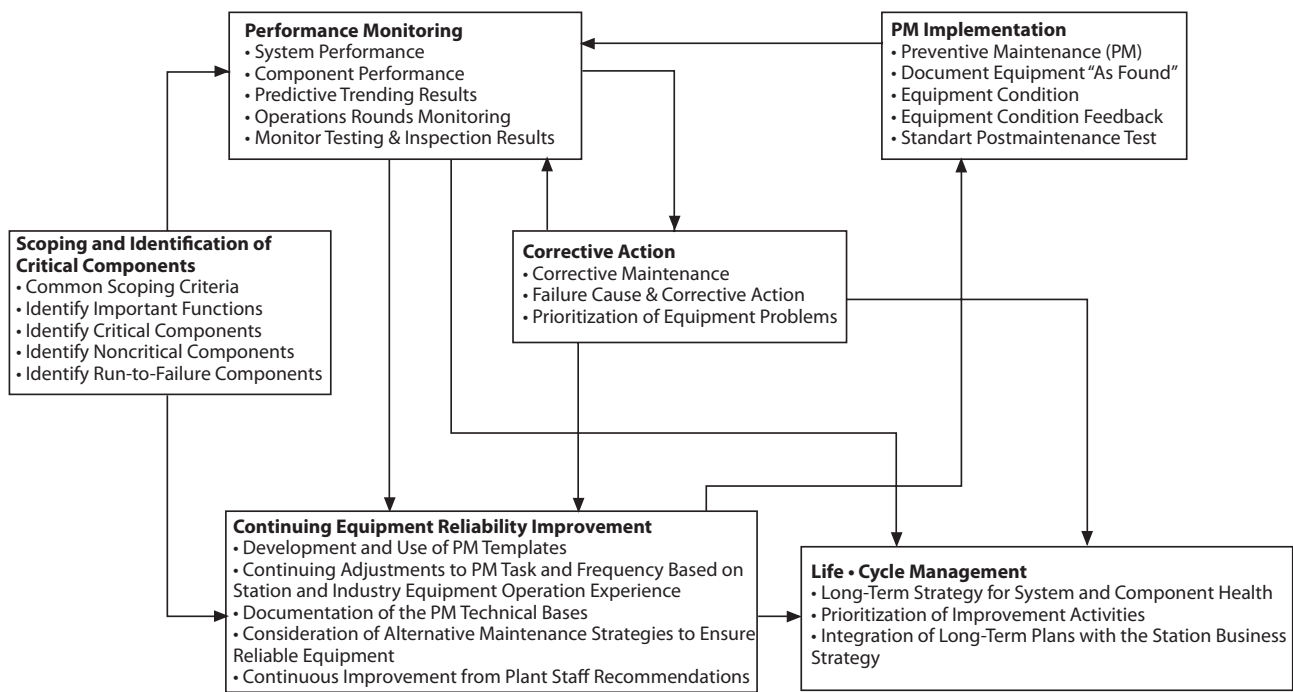 Performance Monitoring
• System Performance
• Component Performance
• Predictive Trending Results
• Operations Rounds Monitoring
• Monitor Testing & Inspection Results
PM Implementation
• Preventive Maintenance (PM)
• Document Equipment “As Found”
• Equipment Condition
• Equipment Condition Feedback
• Standart Postmaintenance Test
Scoping and Identification of
Critical Components
• Common Scoping Criteria
• Identify Important Functions
• Identify Critical Components
• Identify Noncritical Components
• Identify Run-to-Failure Components
Corrective Action
• Corrective Maintenance
• Failure Cause & Corrective Action
• Prioritization of Equipment Problems
Continuing Equipment Reliability Improvement
• Development and Use of PM Templates
• Continuing Adjustments to PM Task and Frequency Based on
Station and Industry Equipment Operation Experience
• Documentation of the PM Technical Bases
• Consideration of Alternative Maintenance Strategies to Ensure
Reliable Equipment
• Continuous Improvement from Plant Staff Recommendations
Life • Cycle Management
• Long-Term Strategy for System and Component Health
• Prioritization of Improvement Activities
• Integration of Long-Term Plans with the Station Business
Strategy